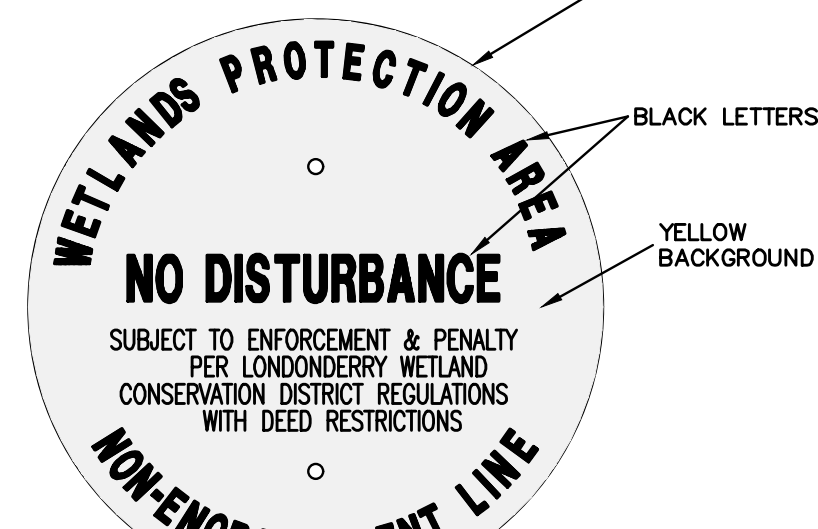 WETLANDS PROTECTION AREA
BLACK LETTERS
YELLOW
BACKGROUND
NO DISTURBANCE
SUBJECT TO ENFORCEMENT & PENALTY
PER LONDONDERRY WETLAND
CONSERVATION DISTRICT REGULATIONS
WITH DEED RESTRICTIONS
LINE